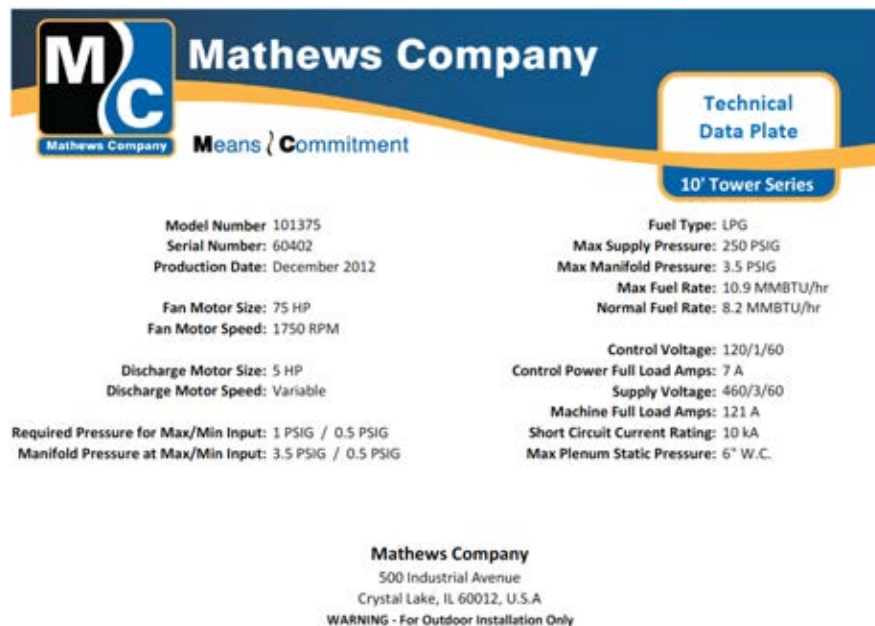 M C
Mathews Company
Mathews Company
Means Commitment
Technical
Data Plate
10' Tower Series
Model Number 101375
Serial Number: 60402
Production Date: December 2012
Fan Motor Size: 75 HP
Fan Motor Speed: 1750 RPM
Discharge Motor Size: 5 HP
Discharge Motor Speed: Variable
Required Pressure for Max/Min Input: 1 PSIG / 0.5 PSIG
Manifold Pressure at Max/Min Input: 3.5 PSIG / 0.5 PSIG
Fuel Type: LPG
Max Supply Pressure: 250 PSIG
Max Manifold Pressure: 3.5 PSIG
Max Fuel Rate: 10.9 MMBTU/hr
Normal Fuel Rate: 8.2 MMBTU/hr
Control Voltage: 120/1/60
Control Power Full Load Amps: 7 A
Supply Voltage: 460/3/60
Machine Full Load Amps: 121 A
Short Circuit Current Rating: 10 kA
Max Plenum Static Pressure: 6" W.C.
Mathews Company
500 Industrial Avenue
Crystal Lake, IL 60012, U.S.A
WARNING - For Outdoor Installation Only